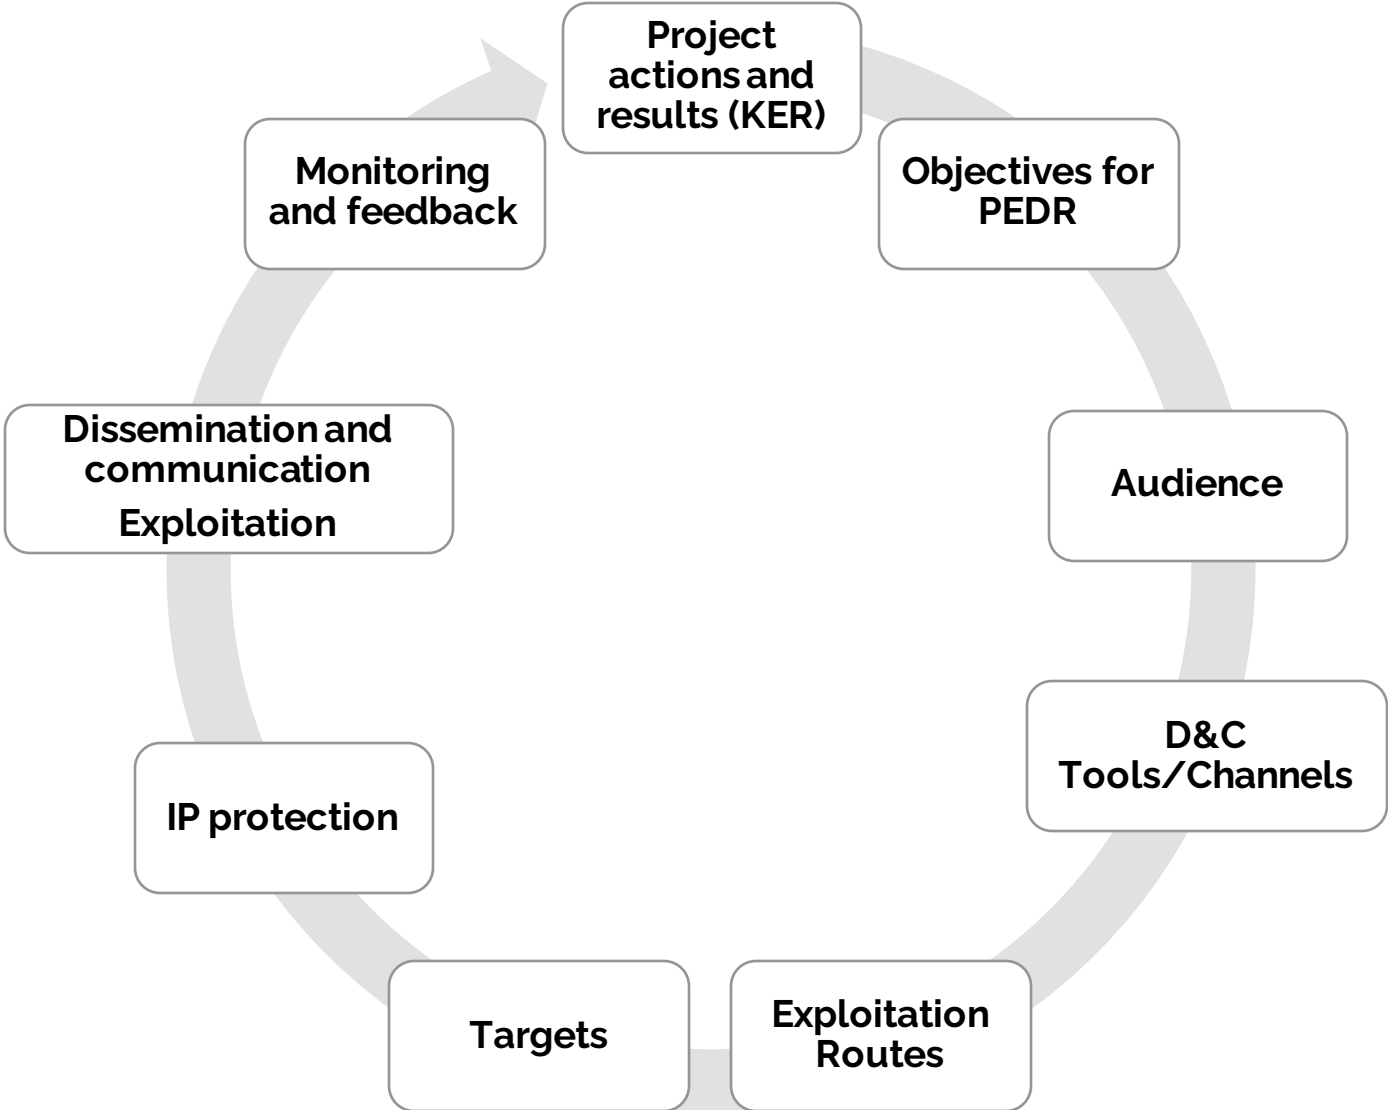 Project
actions and
results (KER)
Objectives for
PEDR
Audience
D&C
Tools/Channels
Exploitation
Routes
Targets
IP protection
Dissemination and
communication
Exploitation
Monitoring
and feedback